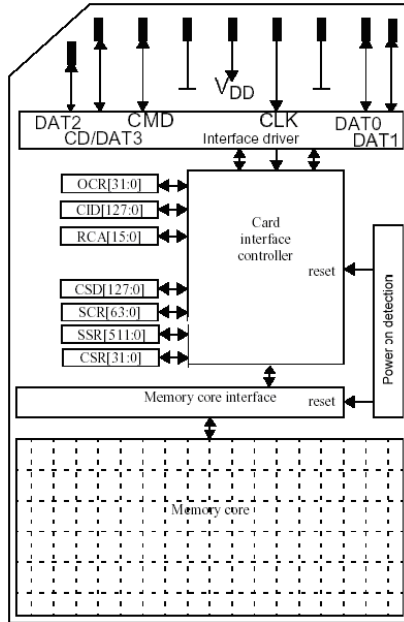 V_DD
DAT2 CMD CLK DAT0
CD/DAT3 Interface driver DAT1
OCR[31:0]
CID[127:0]
RCA[15:0]
Card
interface
controller
reset
CSD[127:0]
SCR[63:0]
SSR[511:0]
CSR[31:0]
Power on detection
Memory core interface reset
Memory core